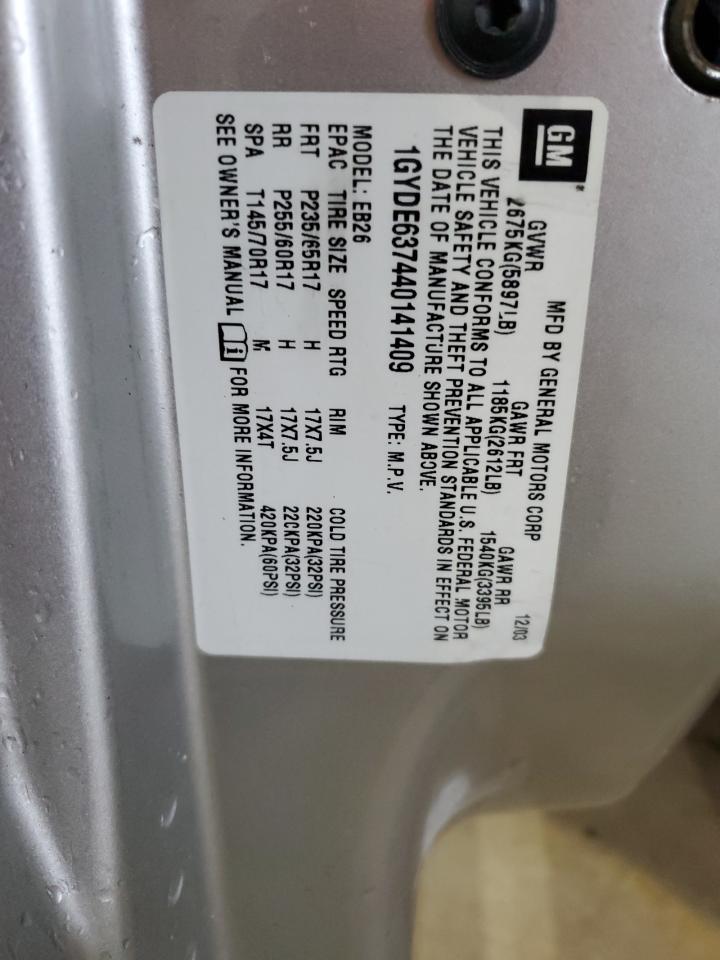 GM
MFD BY GENERAL MOTORS CORP 12/03
GVWR GAWR FRT GAWR RR
2675KG(5897LB) 1185KG(2612LB) 1540KG(3395LB)
THIS VEHICLE CONFORMS TO ALL APPLICABLE U.S. FEDERAL MOTOR
VEHICLE SAFETY AND THEFT PREVENTION STANDARDS IN EFFECT ON
THE DATE OF MANUFACTURE SHOWN ABOVE.
1GYDE637440141409 TYPE: M.P.V.
MODEL: EB26
EPAC TIRE SIZE SPEED RTG RIM COLD TIRE PRESSURE
FRT P235/65R17 H 17X7.5J 220KPA(32PSI)
RR P255/60R17 H 17X7.5J 220KPA(32PSI)
SPA T145/70R17 M 17X4T 420KPA(60PSI)
SEE OWNER'S MANUAL FOR MORE INFORMATION.